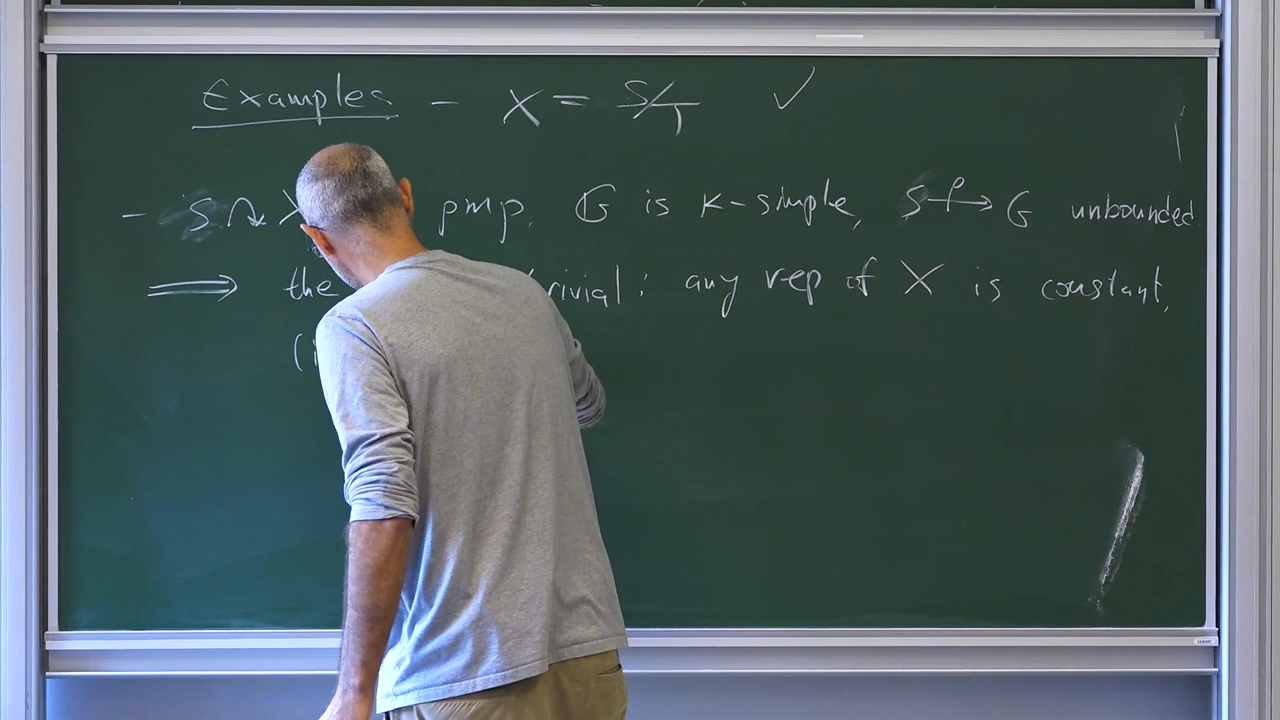 Examples - X = S/T ✓
- S ↷ X pmp. G is k-simple, S →ρ G unbounded.
⟹ the rivial: any rep of X is constant,
(i